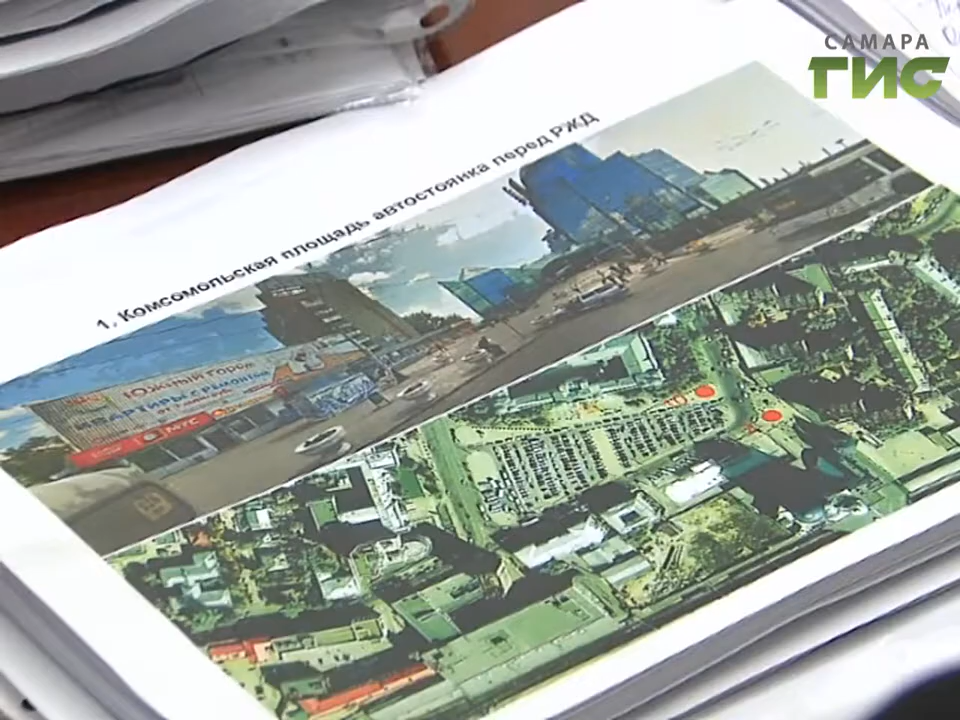 САМАРА
ГИС
1, Комсомольская площадь автостоянка перед РЖД
Южный город
КВАРТИРЫ С РЕМОНТОМ
МТС